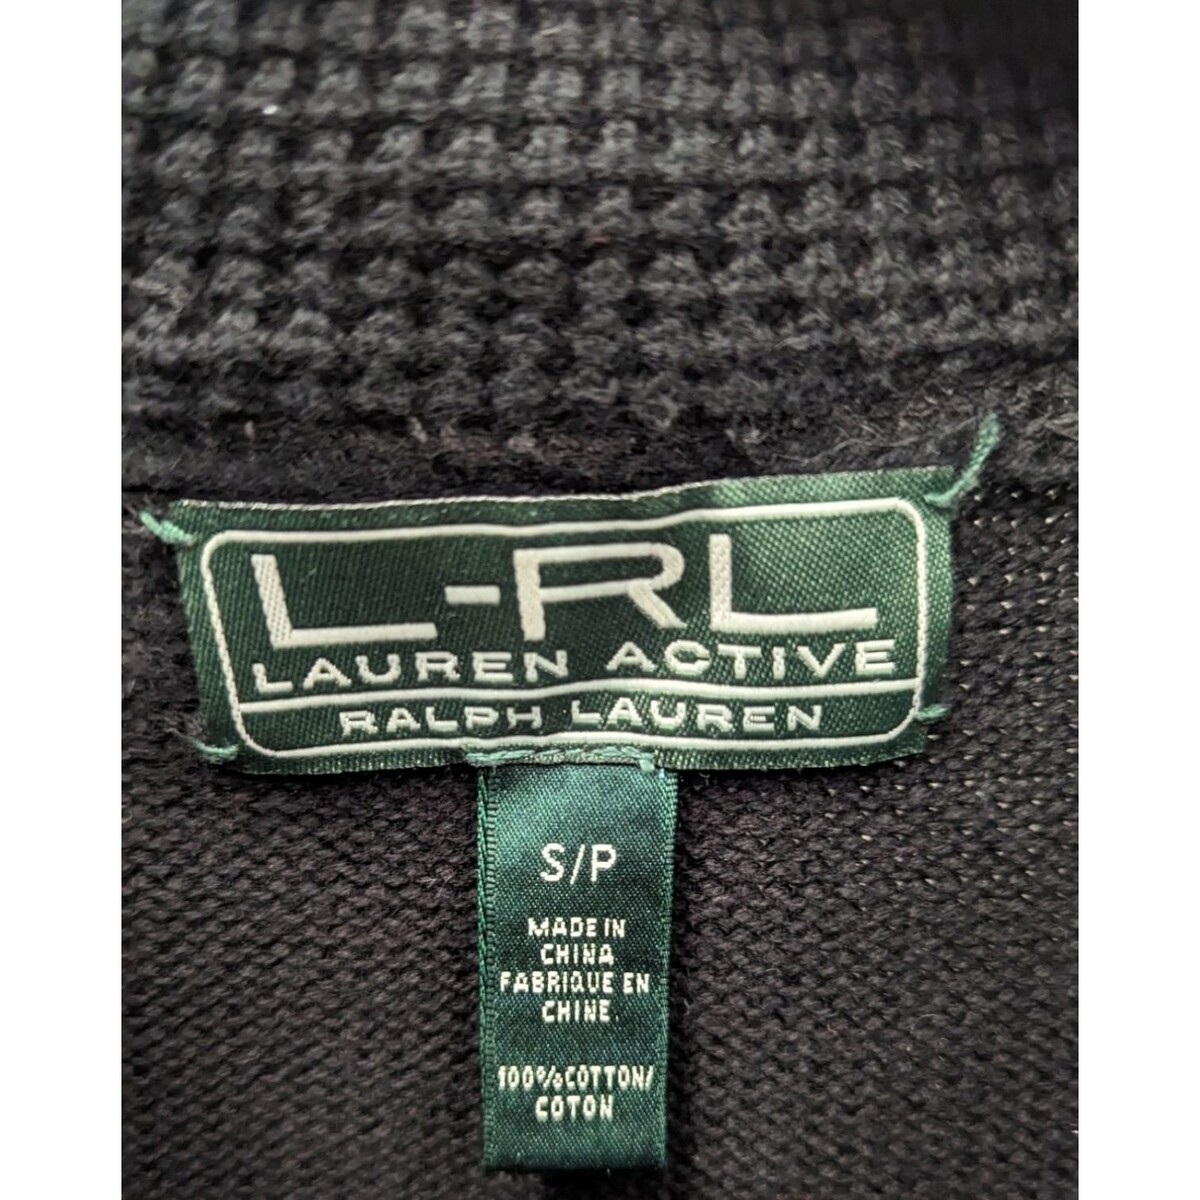 L-RL
LAUREN ACTIVE
RALPH LAUREN
S/P
MADE IN
CHINA
FABRIQUE EN
CHINE.
100%COTTON/
COTON